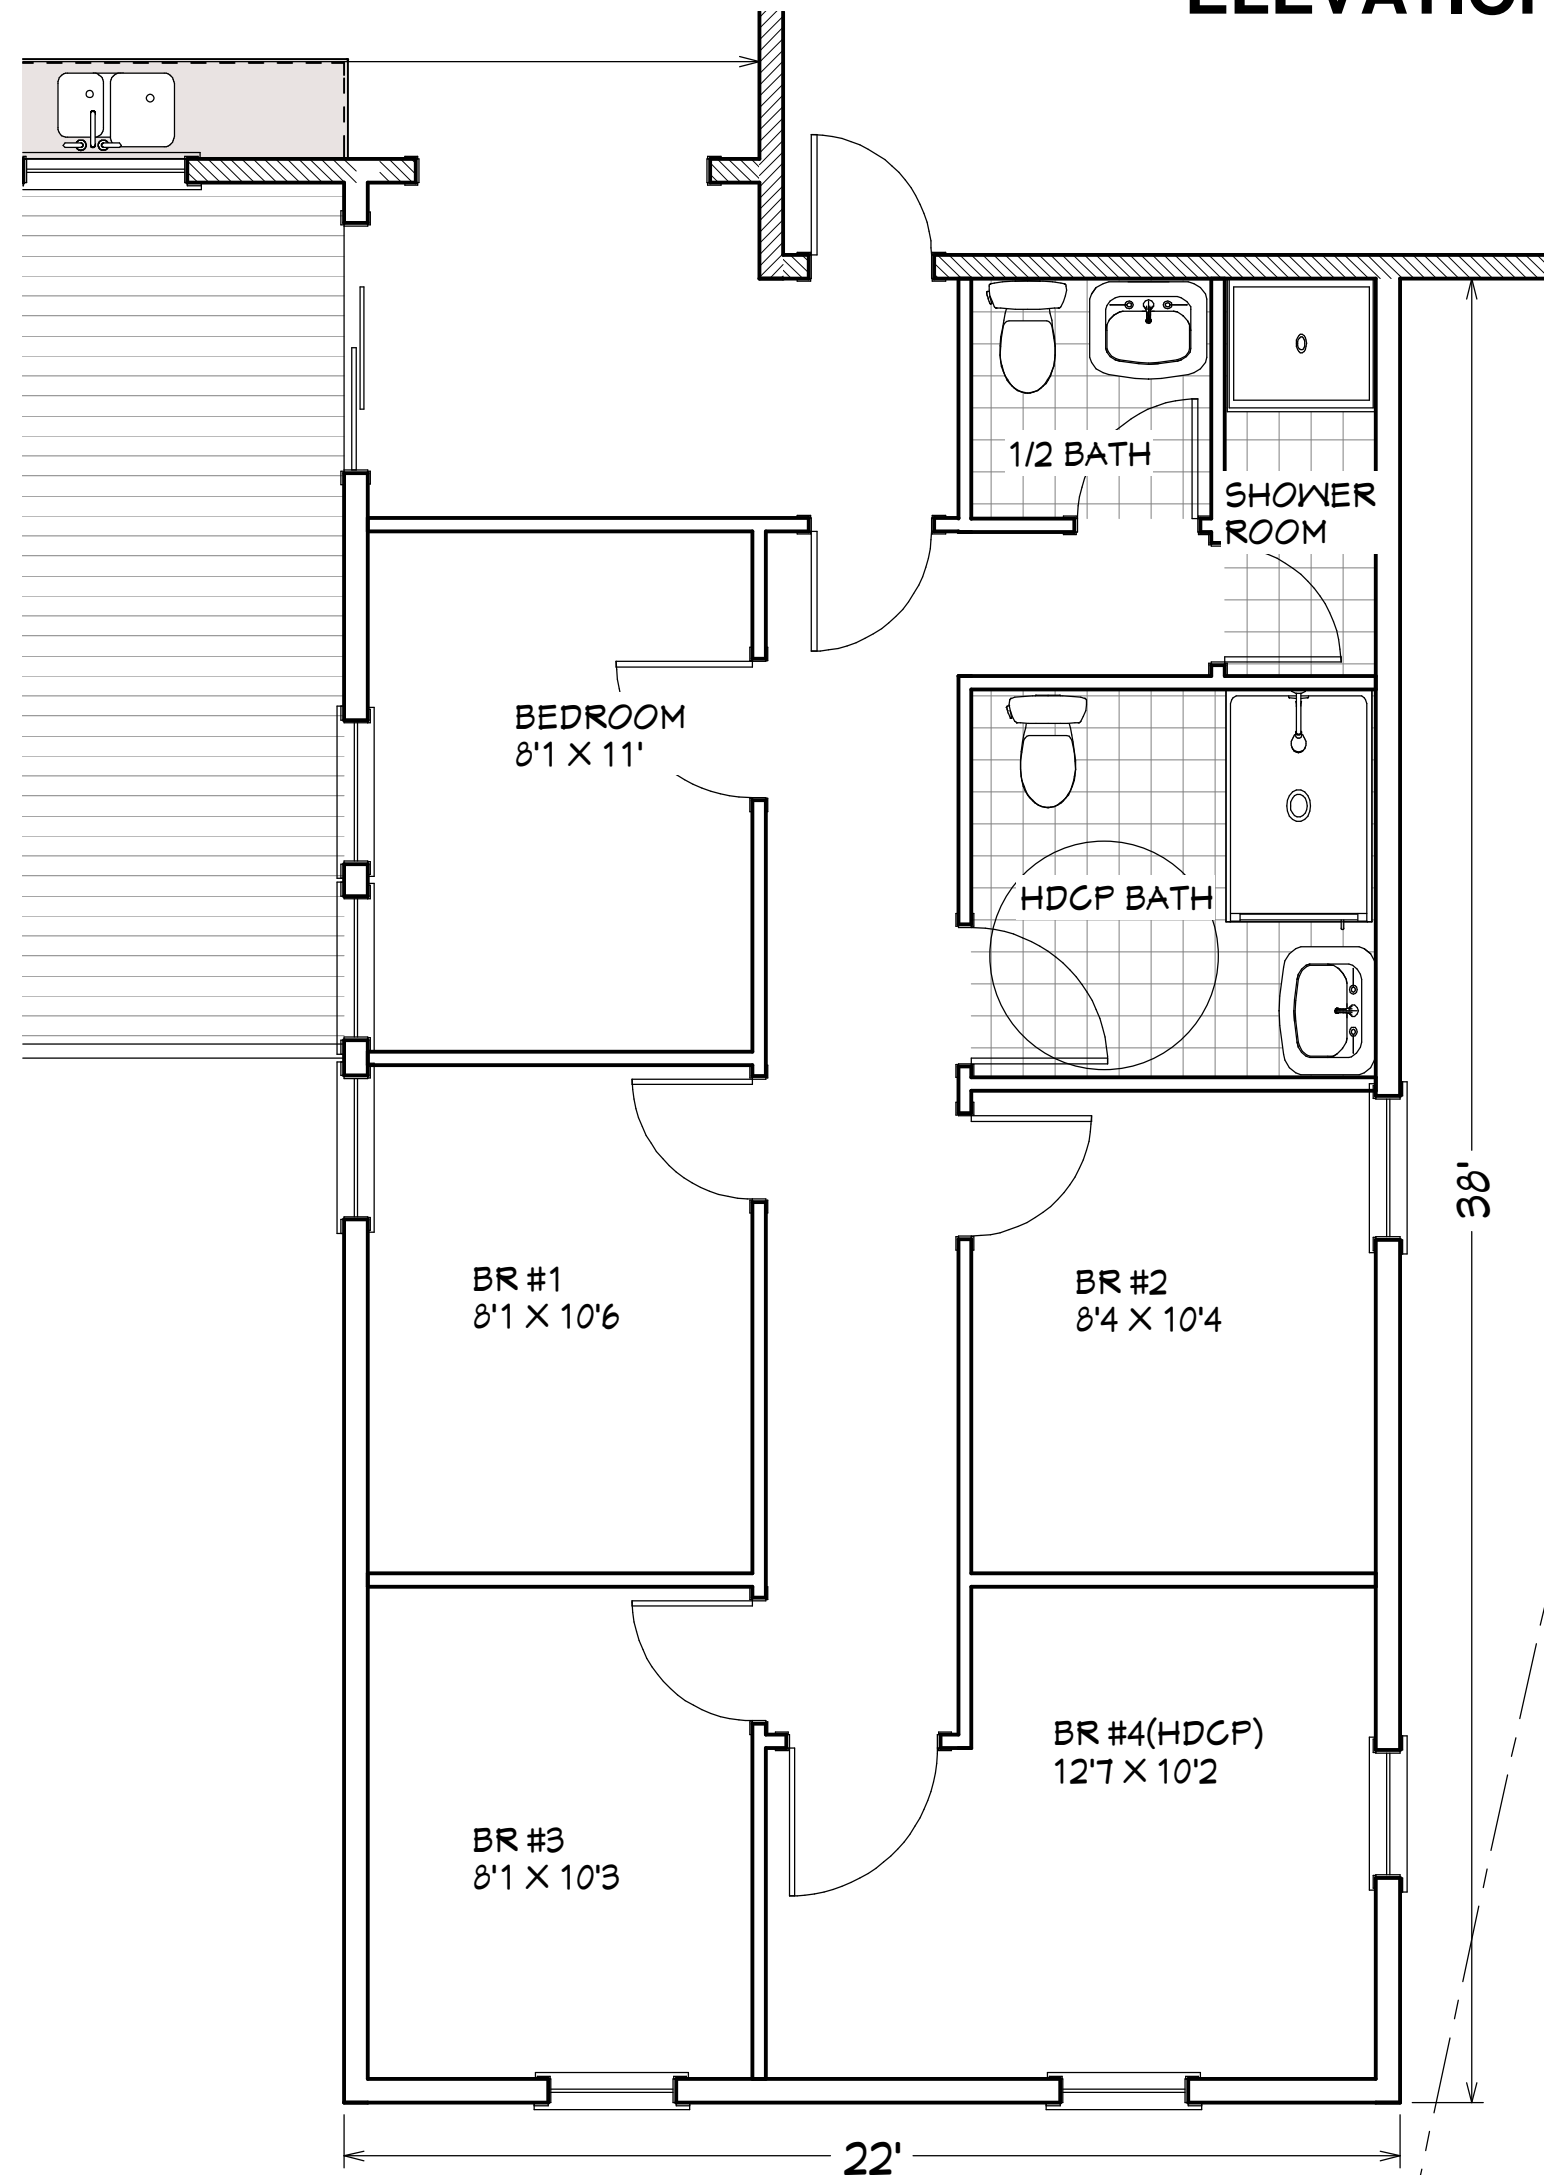 1/2 BATH
SHOWER
ROOM
BEDROOM
8'1 X 11'
HDCP BATH
38'
BR #1
8'1 X 10'6
BR #2
8'4 X 10'4
BR #4(HDCP)
12'7 X 10'2
BR #3
8'1 X 10'3
22'